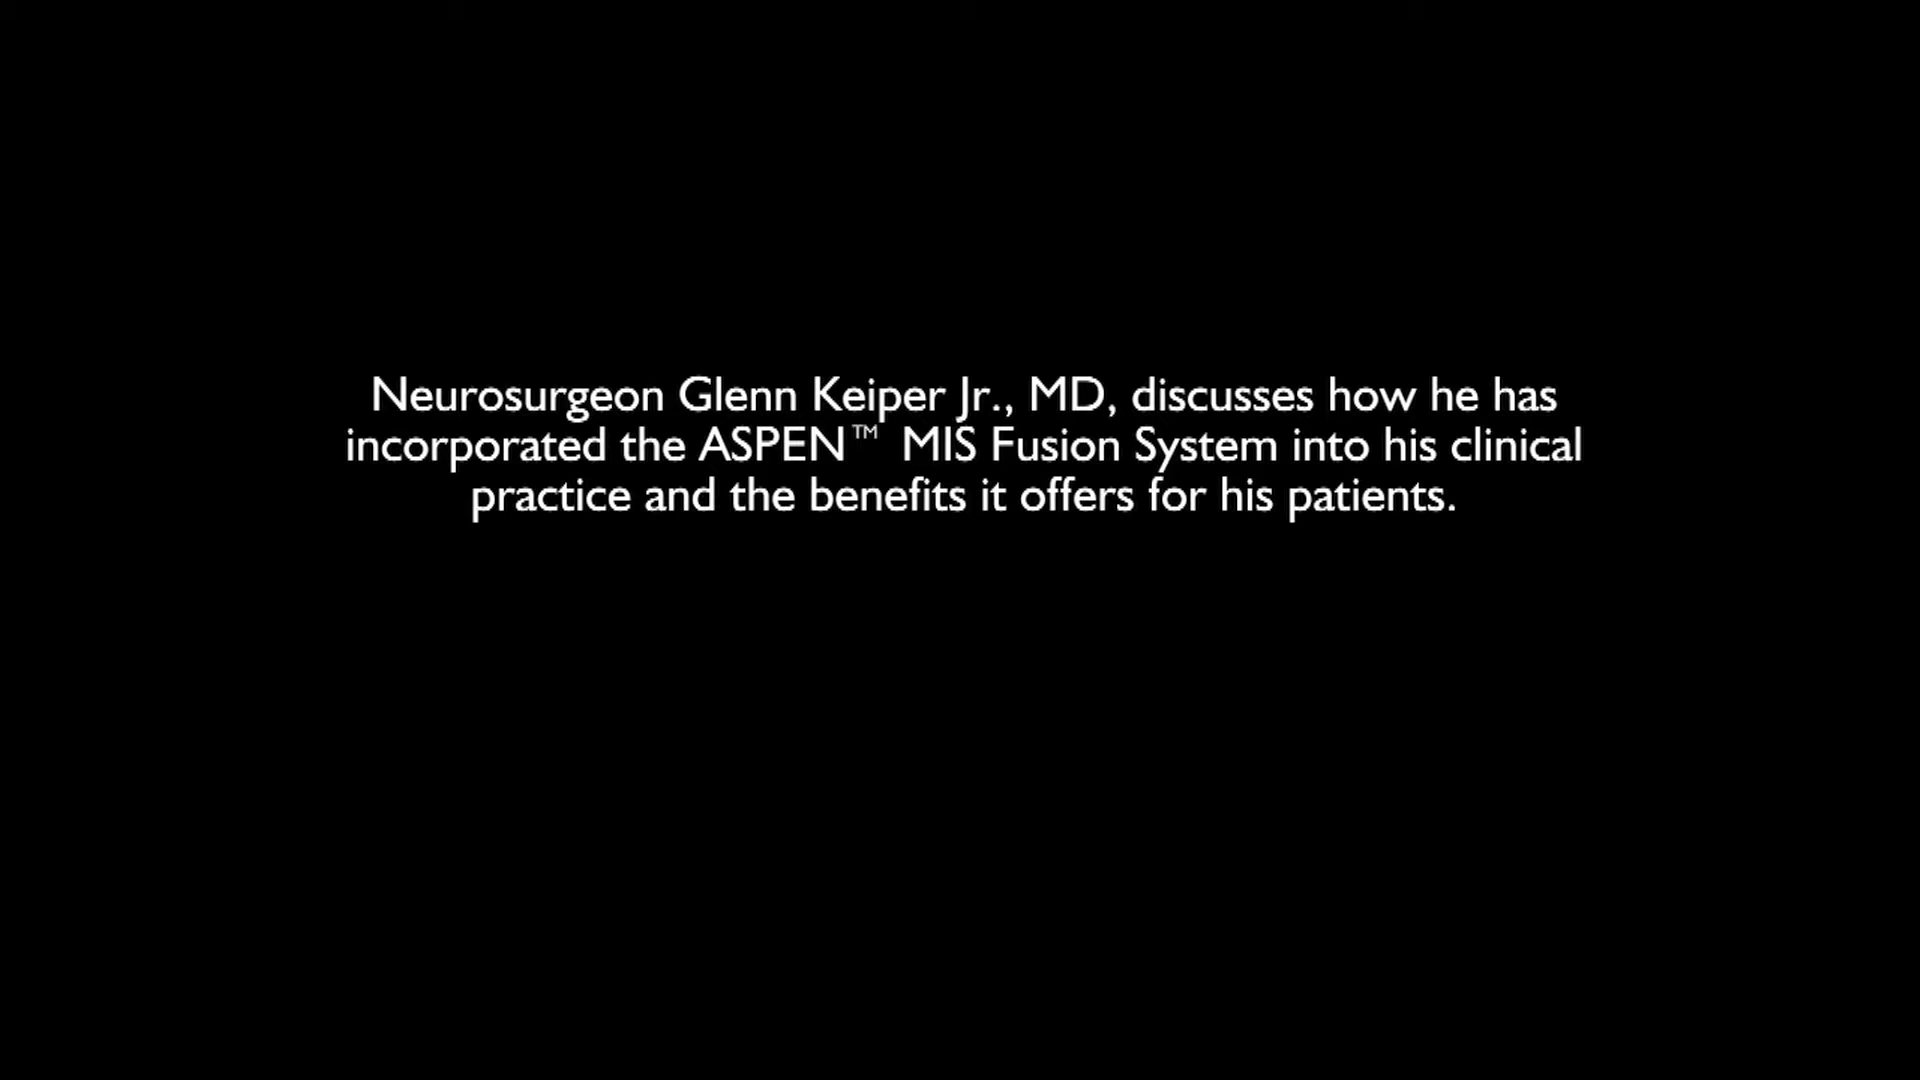 Neurosurgeon Glenn Keiper Jr., MD, discusses how he has
incorporated the ASPEN™ MIS Fusion System into his clinical
practice and the benefits it offers for his patients.